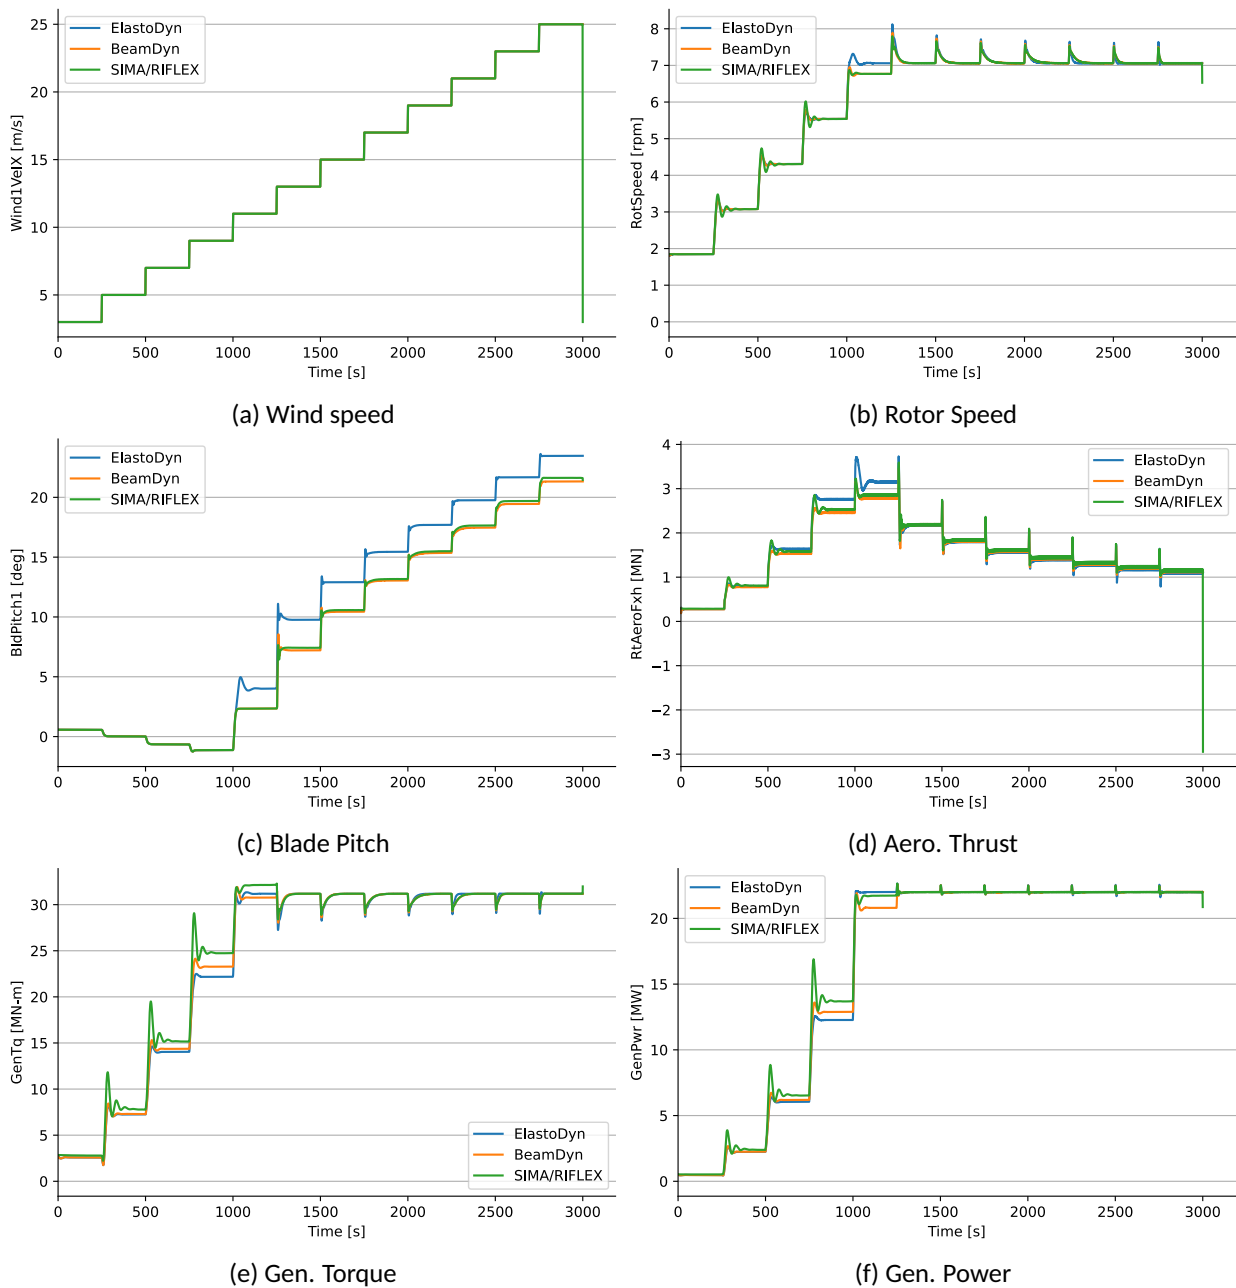 25
20
15
10
5
Wind1VelX [m/s]
ElastoDyn
BeamDyn
SIMA/RIFLEX
0 500 1000 1500 2000 2500 3000
Time [s]
(a) Wind speed
8
7
6
5
4
3
2
1
0
RotSpeed [rpm]
ElastoDyn
BeamDyn
SIMA/RIFLEX
0 500 1000 1500 2000 2500 3000
Time [s]
(b) Rotor Speed
20
15
10
5
0
BldPitch1 [deg]
ElastoDyn
BeamDyn
SIMA/RIFLEX
0 500 1000 1500 2000 2500 3000
Time [s]
(c) Blade Pitch
4
3
2
1
0
−1
−2
−3
RtAeroFxh [MN]
ElastoDyn
BeamDyn
SIMA/RIFLEX
0 500 1000 1500 2000 2500 3000
Time [s]
(d) Aero. Thrust
30
25
20
15
10
5
0
GenTq [MN-m]
ElastoDyn
BeamDyn
SIMA/RIFLEX
0 500 1000 1500 2000 2500 3000
Time [s]
(e) Gen. Torque
20
15
10
5
0
GenPwr [MW]
ElastoDyn
BeamDyn
SIMA/RIFLEX
0 500 1000 1500 2000 2500 3000
Time [s]
(f) Gen. Power